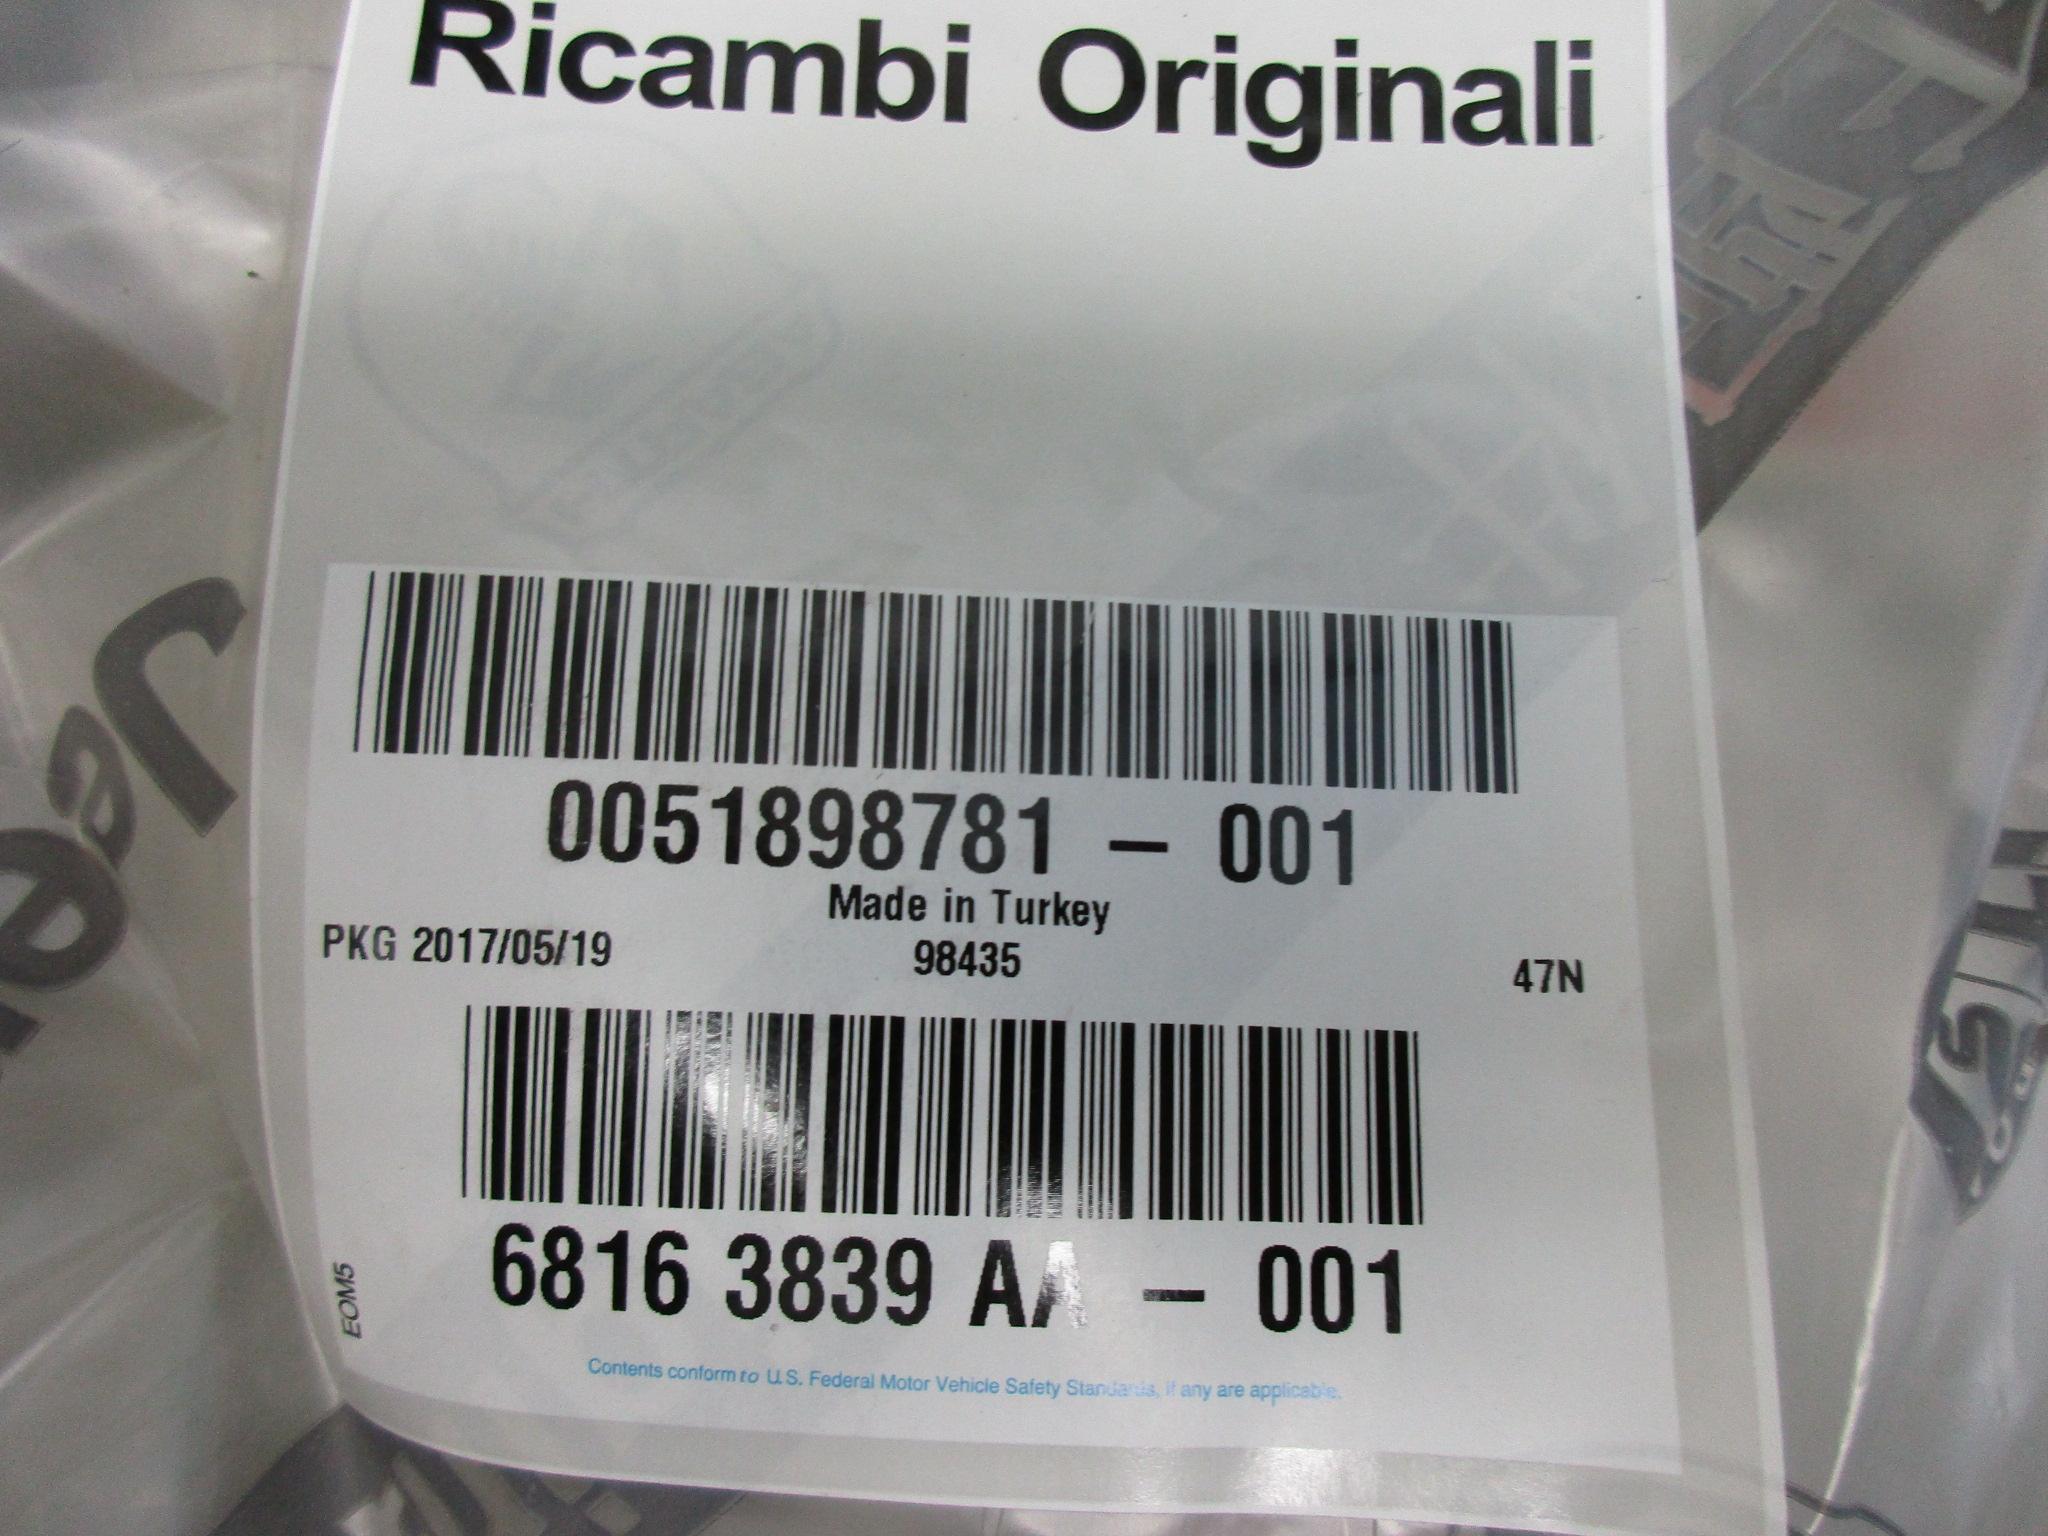 Ricambi Originali
0051898781 – 001
Made in Turkey
PKG 2017/05/19 98435 47N
6816 3839 AA – 001
EOM5
Contents conform to U.S. Federal Motor Vehicle Safety Standards, if any are applicable.
Jee